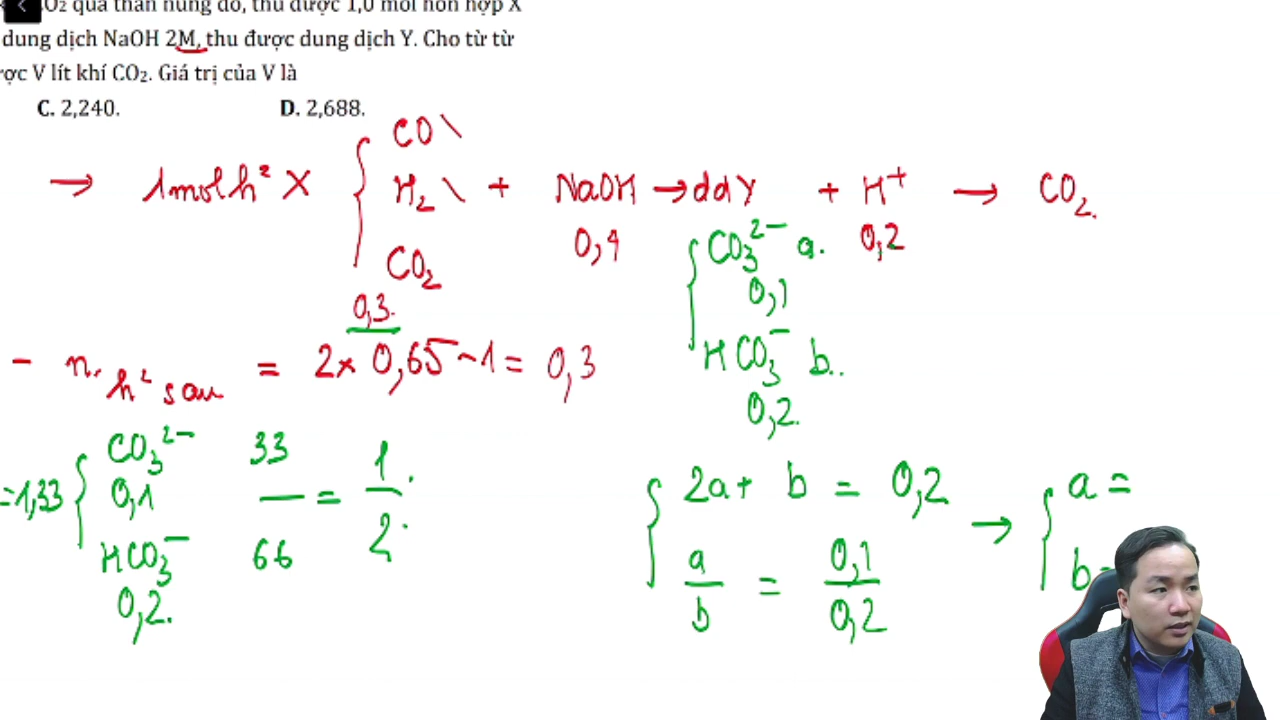 O₂ qua than nung đỏ, thu được 1,0 mol hỗn hợp X
dung dịch NaOH 2M, thu được dung dịch Y. Cho từ từ
ợc V lít khí CO₂. Giá trị của V là
C. 2,240. D. 2,688.
→ 1mol h² X { CO \
H₂ \ + NaOH → ddY + H⁺ → CO₂.
0,4 CO₃²⁻ a. 0,2
CO₂
0,3. 0,1
- n h² sau = 2 × 0,65 - 1 = 0,3 HCO₃⁻ b..
0,2.
CO₃²⁻ 33
=1,33 { 0,1 — = 1/2
HCO₃⁻ 66
0,2.
{ 2a + b = 0,2 → { a =
a/b = 0,1/0,2 b=